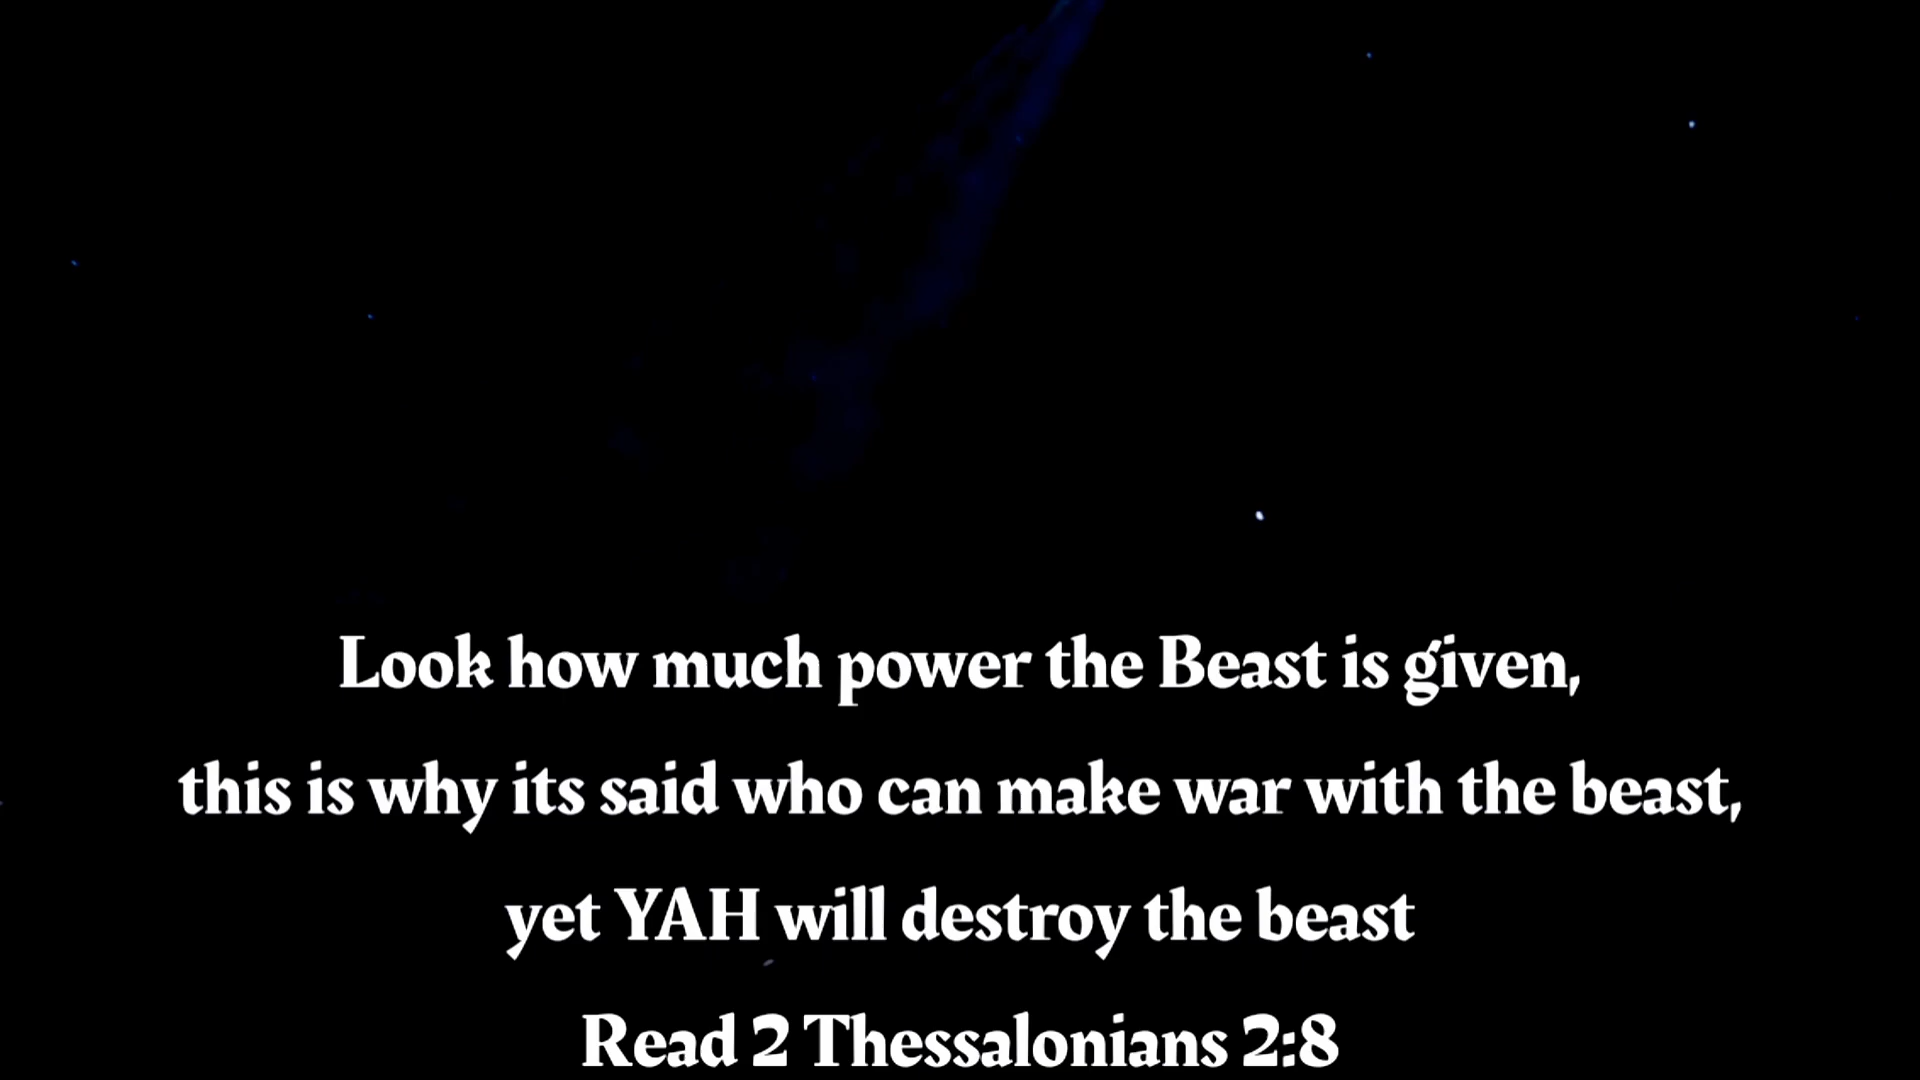 Look how much power the Beast is given,
this is why its said who can make war with the beast,
yet YAH will destroy the beast
Read 2 Thessalonians 2:8